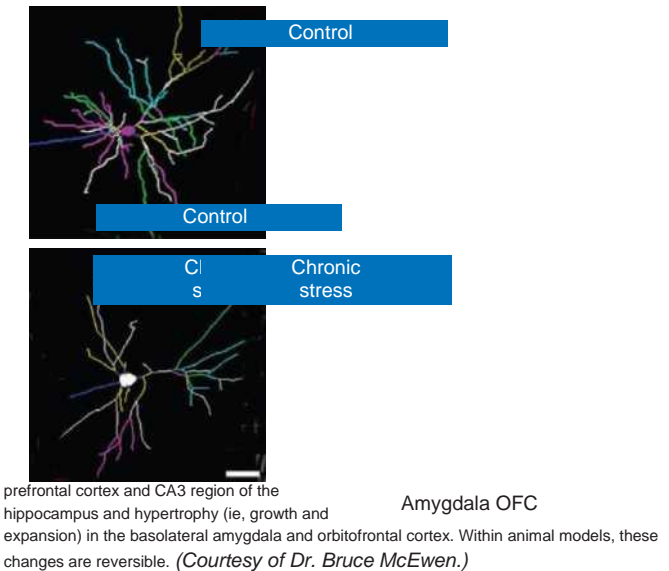 Control
Control
Cl Chronic
s stress
prefrontal cortex and CA3 region of the
hippocampus and hypertrophy (ie, growth and
Amygdala OFC
expansion) in the basolateral amygdala and orbitofrontal cortex. Within animal models, these
changes are reversible. (Courtesy of Dr. Bruce McEwen.)